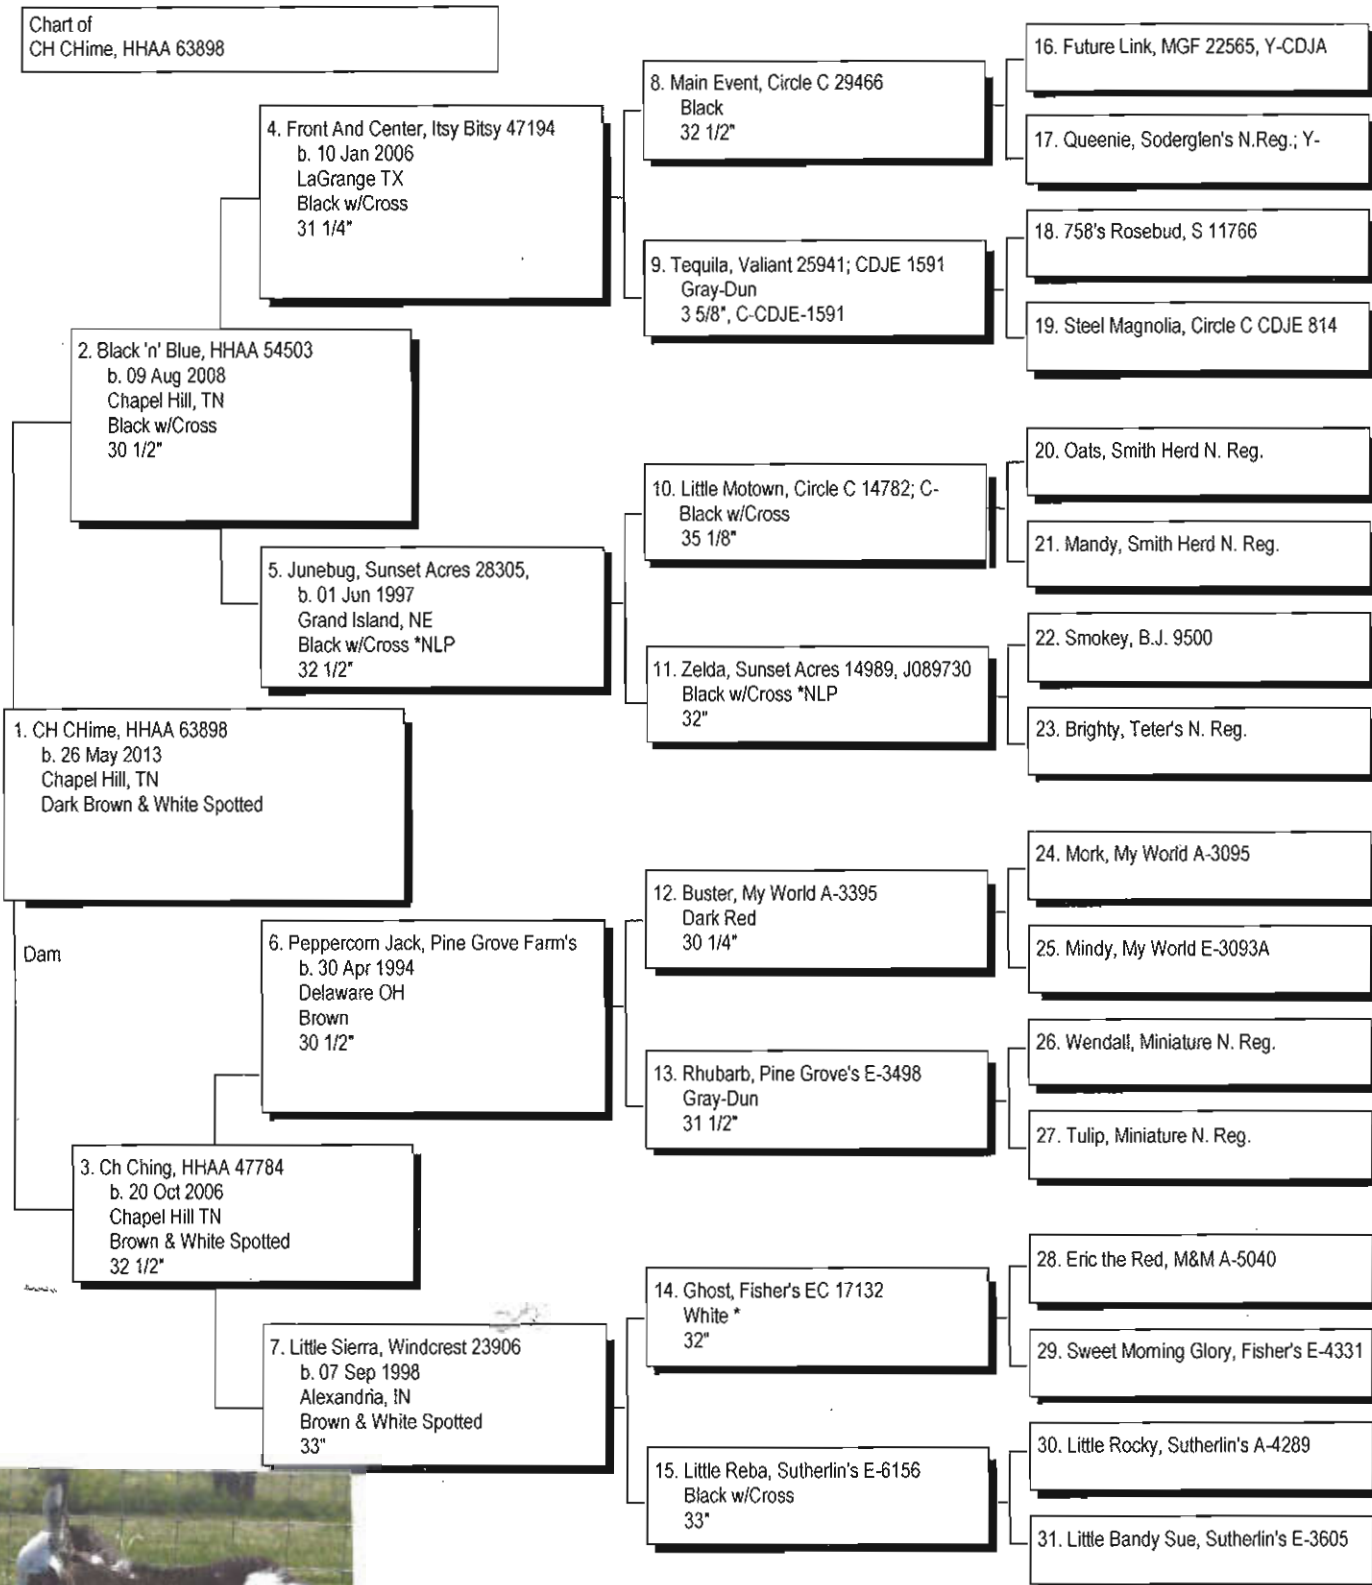 Chart of
CH CHime, HHAA 63898
1. CH CHime, HHAA 63898
b. 26 May 2013
Chapel Hill, TN
Dark Brown & White Spotted
Dam
2. Black 'n' Blue, HHAA 54503
b. 09 Aug 2008
Chapel Hill, TN
Black w/Cross
30 1/2"
3. Ch Ching, HHAA 47784
b. 20 Oct 2006
Chapel Hill TN
Brown & White Spotted
32 1/2"
4. Front And Center, Itsy Bitsy 47194
b. 10 Jan 2006
LaGrange TX
Black w/Cross
31 1/4"
5. Junebug, Sunset Acres 28305,
b. 01 Jun 1997
Grand Island, NE
Black w/Cross *NLP
32 1/2"
6. Peppercorn Jack, Pine Grove Farm's
b. 30 Apr 1994
Delaware OH
Brown
30 1/2"
7. Little Sierra, Windcrest 23906
b. 07 Sep 1998
Alexandria, IN
Brown & White Spotted
33"
8. Main Event, Circle C 29466
Black
32 1/2"
9. Tequila, Valiant 25941; CDJE 1591
Gray-Dun
3 5/8", C-CDJE-1591
10. Little Motown, Circle C 14782; C-
Black w/Cross
35 1/8"
11. Zelda, Sunset Acres 14989, J089730
Black w/Cross *NLP
32"
12. Buster, My World A-3395
Dark Red
30 1/4"
13. Rhubarb, Pine Grove's E-3498
Gray-Dun
31 1/2"
14. Ghost, Fisher's EC 17132
White *
32"
15. Little Reba, Sutherlin's E-6156
Black w/Cross
33"
16. Future Link, MGF 22565, Y-CDJA
17. Queenie, Soderglen's N.Reg.; Y-
18. 758's Rosebud, S 11766
19. Steel Magnolia, Circle C CDJE 814
20. Oats, Smith Herd N. Reg.
21. Mandy, Smith Herd N. Reg.
22. Smokey, B.J. 9500
23. Brighty, Teter's N. Reg.
24. Mork, My World A-3095
25. Mindy, My World E-3093A
26. Wendall, Miniature N. Reg.
27. Tulip, Miniature N. Reg.
28. Eric the Red, M&M A-5040
29. Sweet Morning Glory, Fisher's E-4331
30. Little Rocky, Sutherlin's A-4289
31. Little Bandy Sue, Sutherlin's E-3605